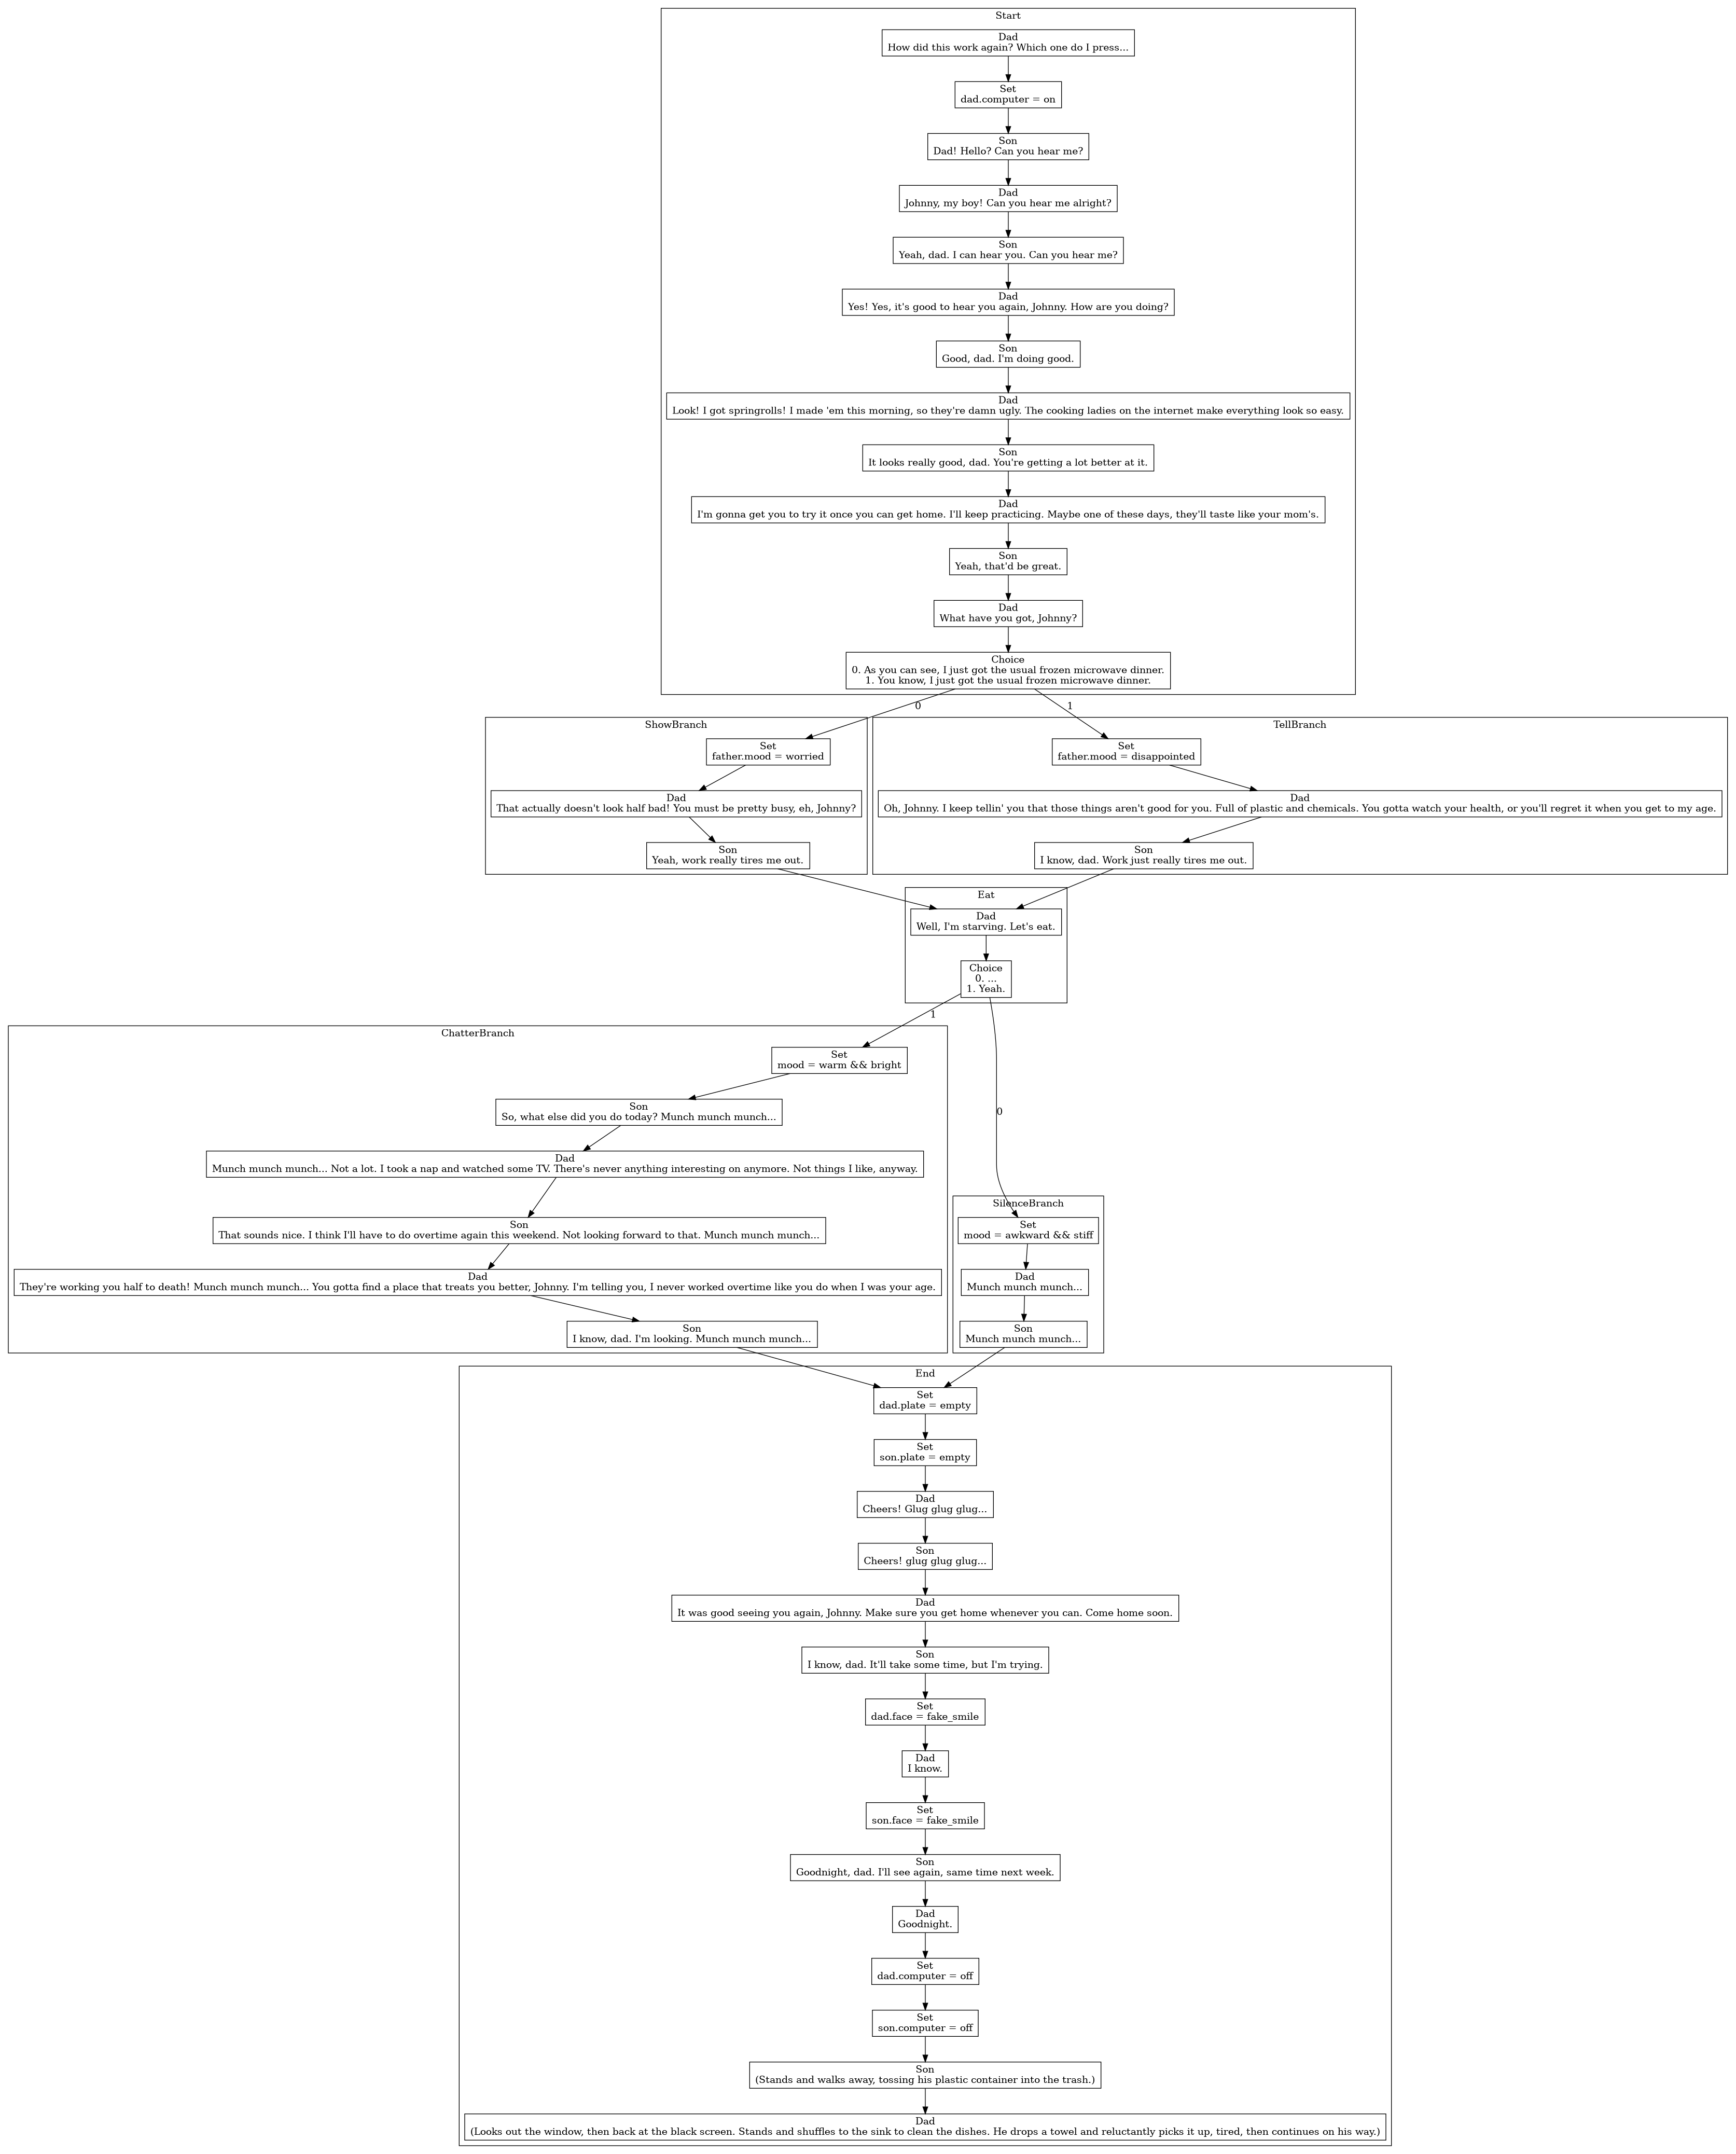 Start
Dad
How did this work again? Which one do I press...
Set
dad.computer = on
Son
Dad! Hello? Can you hear me?
Dad
Johnny, my boy! Can you hear me alright?
Son
Yeah, dad. I can hear you. Can you hear me?
Dad
Yes! Yes, it's good to hear you again, Johnny. How are you doing?
Son
Good, dad. I'm doing good.
Dad
Look! I got springrolls! I made 'em this morning, so they're damn ugly. The cooking ladies on the internet make everything look so easy.
Son
It looks really good, dad. You're getting a lot better at it.
Dad
I'm gonna get you to try it once you can get home. I'll keep practicing. Maybe one of these days, they'll taste like your mom's.
Son
Yeah, that'd be great.
Dad
What have you got, Johnny?
Choice
0. As you can see, I just got the usual frozen microwave dinner.
1. You know, I just got the usual frozen microwave dinner.
0
1
ShowBranch
Set
father.mood = worried
Dad
That actually doesn't look half bad! You must be pretty busy, eh, Johnny?
Son
Yeah, work really tires me out.
TellBranch
Set
father.mood = disappointed
Dad
Oh, Johnny. I keep tellin' you that those things aren't good for you. Full of plastic and chemicals. You gotta watch your health, or you'll regret it when you get to my age.
Son
I know, dad. Work just really tires me out.
Eat
Dad
Well, I'm starving. Let's eat.
Choice
0. ...
1. Yeah.
1
0
ChatterBranch
Set
mood = warm && bright
Son
So, what else did you do today? Munch munch munch...
Dad
Munch munch munch... Not a lot. I took a nap and watched some TV. There's never anything interesting on anymore. Not things I like, anyway.
Son
That sounds nice. I think I'll have to do overtime again this weekend. Not looking forward to that. Munch munch munch...
Dad
They're working you half to death! Munch munch munch... You gotta find a place that treats you better, Johnny. I'm telling you, I never worked overtime like you do when I was your age.
Son
I know, dad. I'm looking. Munch munch munch...
SilenceBranch
Set
mood = awkward && stiff
Dad
Munch munch munch...
Son
Munch munch munch...
End
Set
dad.plate = empty
Set
son.plate = empty
Dad
Cheers! Glug glug glug...
Son
Cheers! glug glug glug...
Dad
It was good seeing you again, Johnny. Make sure you get home whenever you can. Come home soon.
Son
I know, dad. It'll take some time, but I'm trying.
Set
dad.face = fake_smile
Dad
I know.
Set
son.face = fake_smile
Son
Goodnight, dad. I'll see again, same time next week.
Dad
Goodnight.
Set
dad.computer = off
Set
son.computer = off
Son
(Stands and walks away, tossing his plastic container into the trash.)
Dad
(Looks out the window, then back at the black screen. Stands and shuffles to the sink to clean the dishes. He drops a towel and reluctantly picks it up, tired, then continues on his way.)